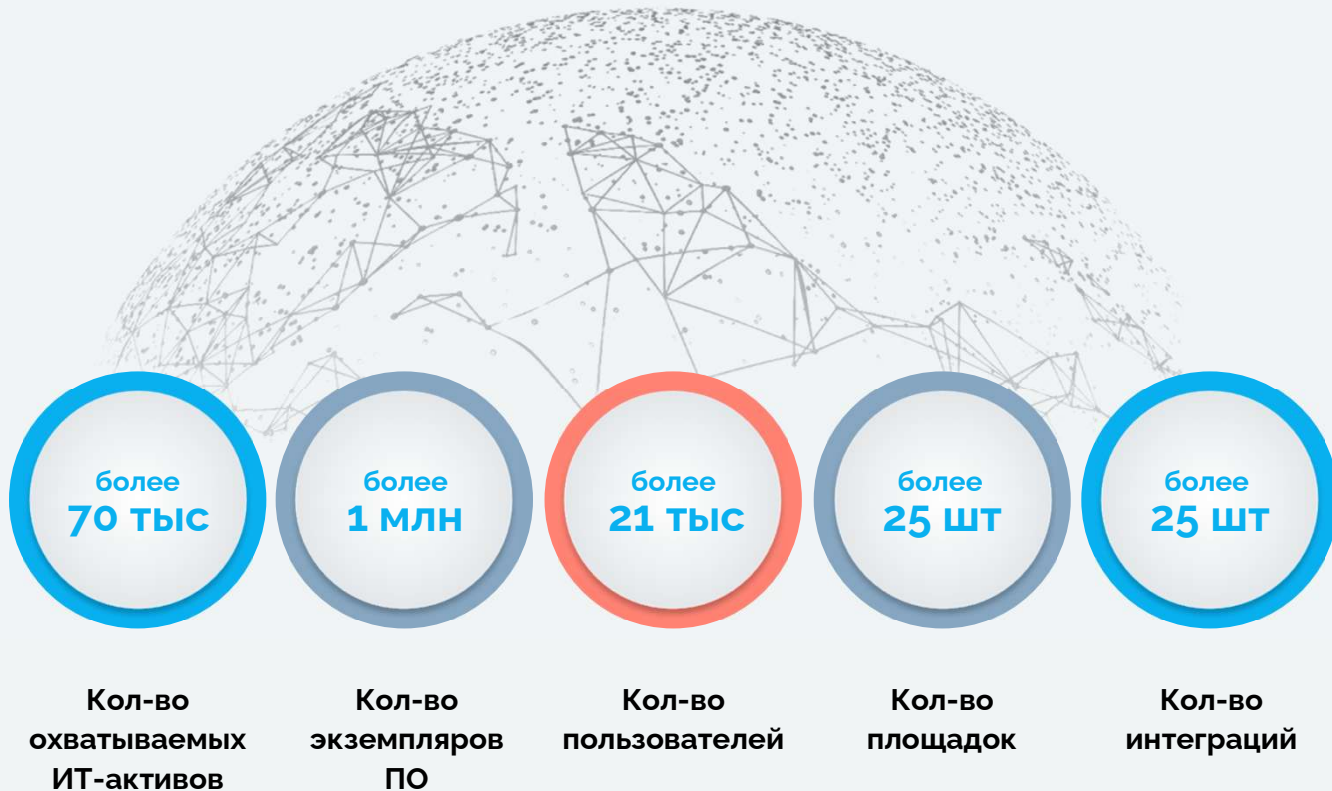 более
70 тыс
более
1 млн
более
21 тыс
более
25 шт
более
25 шт
Кол-во
охватываемых
ИТ-активов
Кол-во
экземпляров
ПО
Кол-во
пользователей
Кол-во
площадок
Кол-во
интеграций